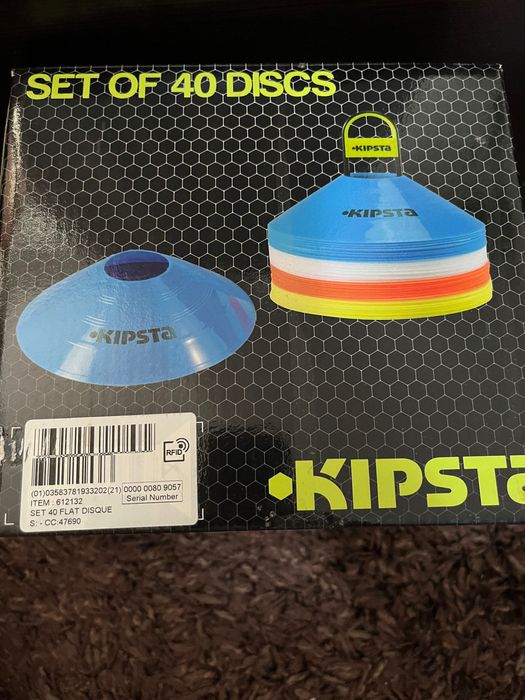 SET OF 40 DISCS
KIPSTa
KIPSTa
KIPSTa
RFID
(01)03583781933202(21)
0000 0080 9057
Serial Number
ITEM : 612132
SET 40 FLAT DISQUE
S: - CC:47690
KIPSTa